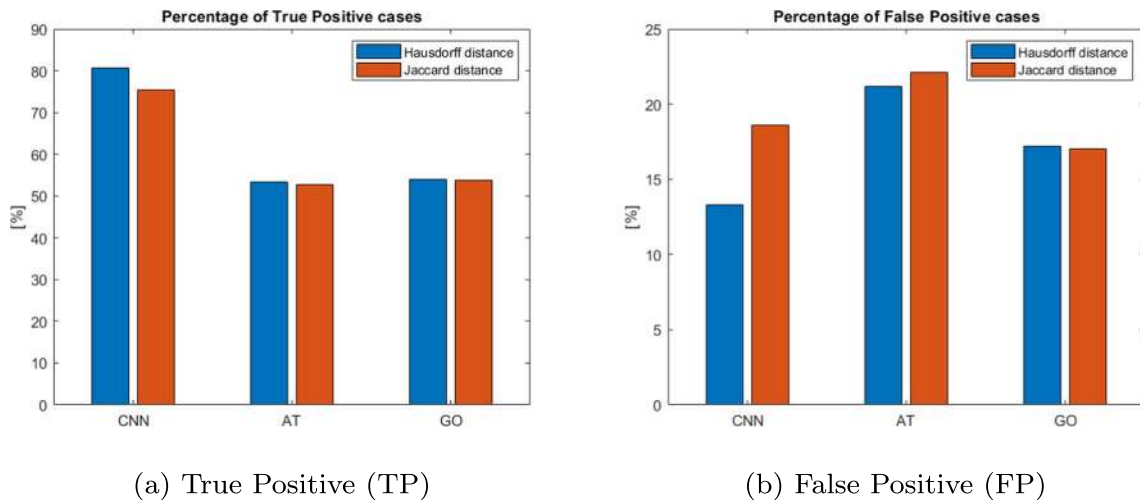 Percentage of True Positive cases
90
80
70
60
50
40
30
20
10
0
[%]
Hausdorff distance
Jaccard distance
CNN AT GO
(a) True Positive (TP)
Percentage of False Positive cases
25
20
15
10
5
0
[%]
Hausdorff distance
Jaccard distance
CNN AT GO
(b) False Positive (FP)